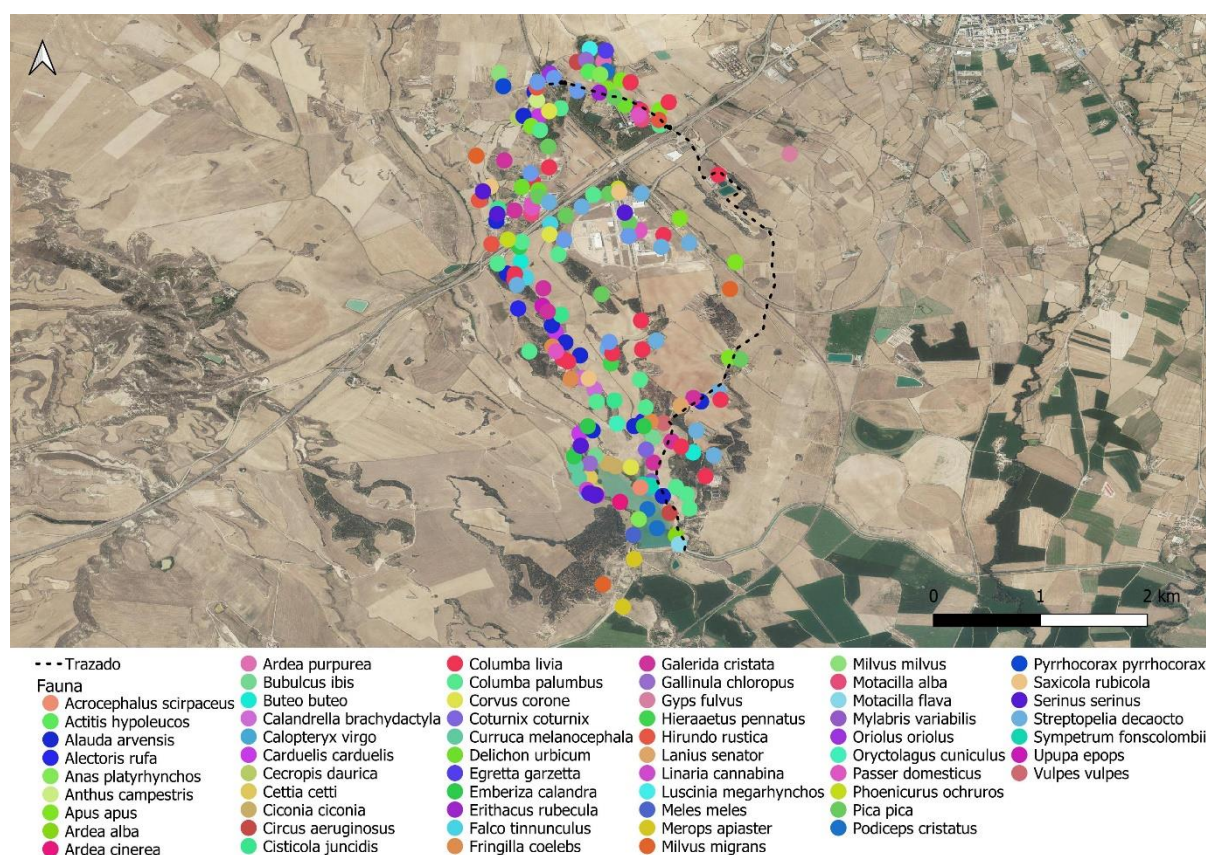 0 1 2 km
Trazado
Fauna
Acrocephalus scirpaceus
Actitis hypoleucos
Alauda arvensis
Alectoris rufa
Anas platyrhynchos
Anthus campestris
Apus apus
Ardea alba
Ardea cinerea
Ardea purpurea
Bubulcus ibis
Buteo buteo
Calandrella brachydactyla
Calopteryx virgo
Carduelis carduelis
Cecropis daurica
Cettia cetti
Ciconia ciconia
Circus aeruginosus
Cisticola juncidis
Columba livia
Columba palumbus
Corvus corone
Coturnix coturnix
Curruca melanocephala
Delichon urbicum
Egretta garzetta
Emberiza calandra
Erithacus rubecula
Falco tinnunculus
Fringilla coelebs
Galerida cristata
Gallinula chloropus
Gyps fulvus
Hieraaetus pennatus
Hirundo rustica
Lanius senator
Linaria cannabina
Luscinia megarhynchos
Meles meles
Merops apiaster
Milvus migrans
Milvus milvus
Motacilla alba
Motacilla flava
Mylabris variabilis
Oriolus oriolus
Oryctolagus cuniculus
Passer domesticus
Phoenicurus ochruros
Pica pica
Podiceps cristatus
Pyrrhocorax pyrrhocorax
Saxicola rubicola
Serinus serinus
Streptopelia decaocto
Sympetrum fonscolombii
Upupa epops
Vulpes vulpes